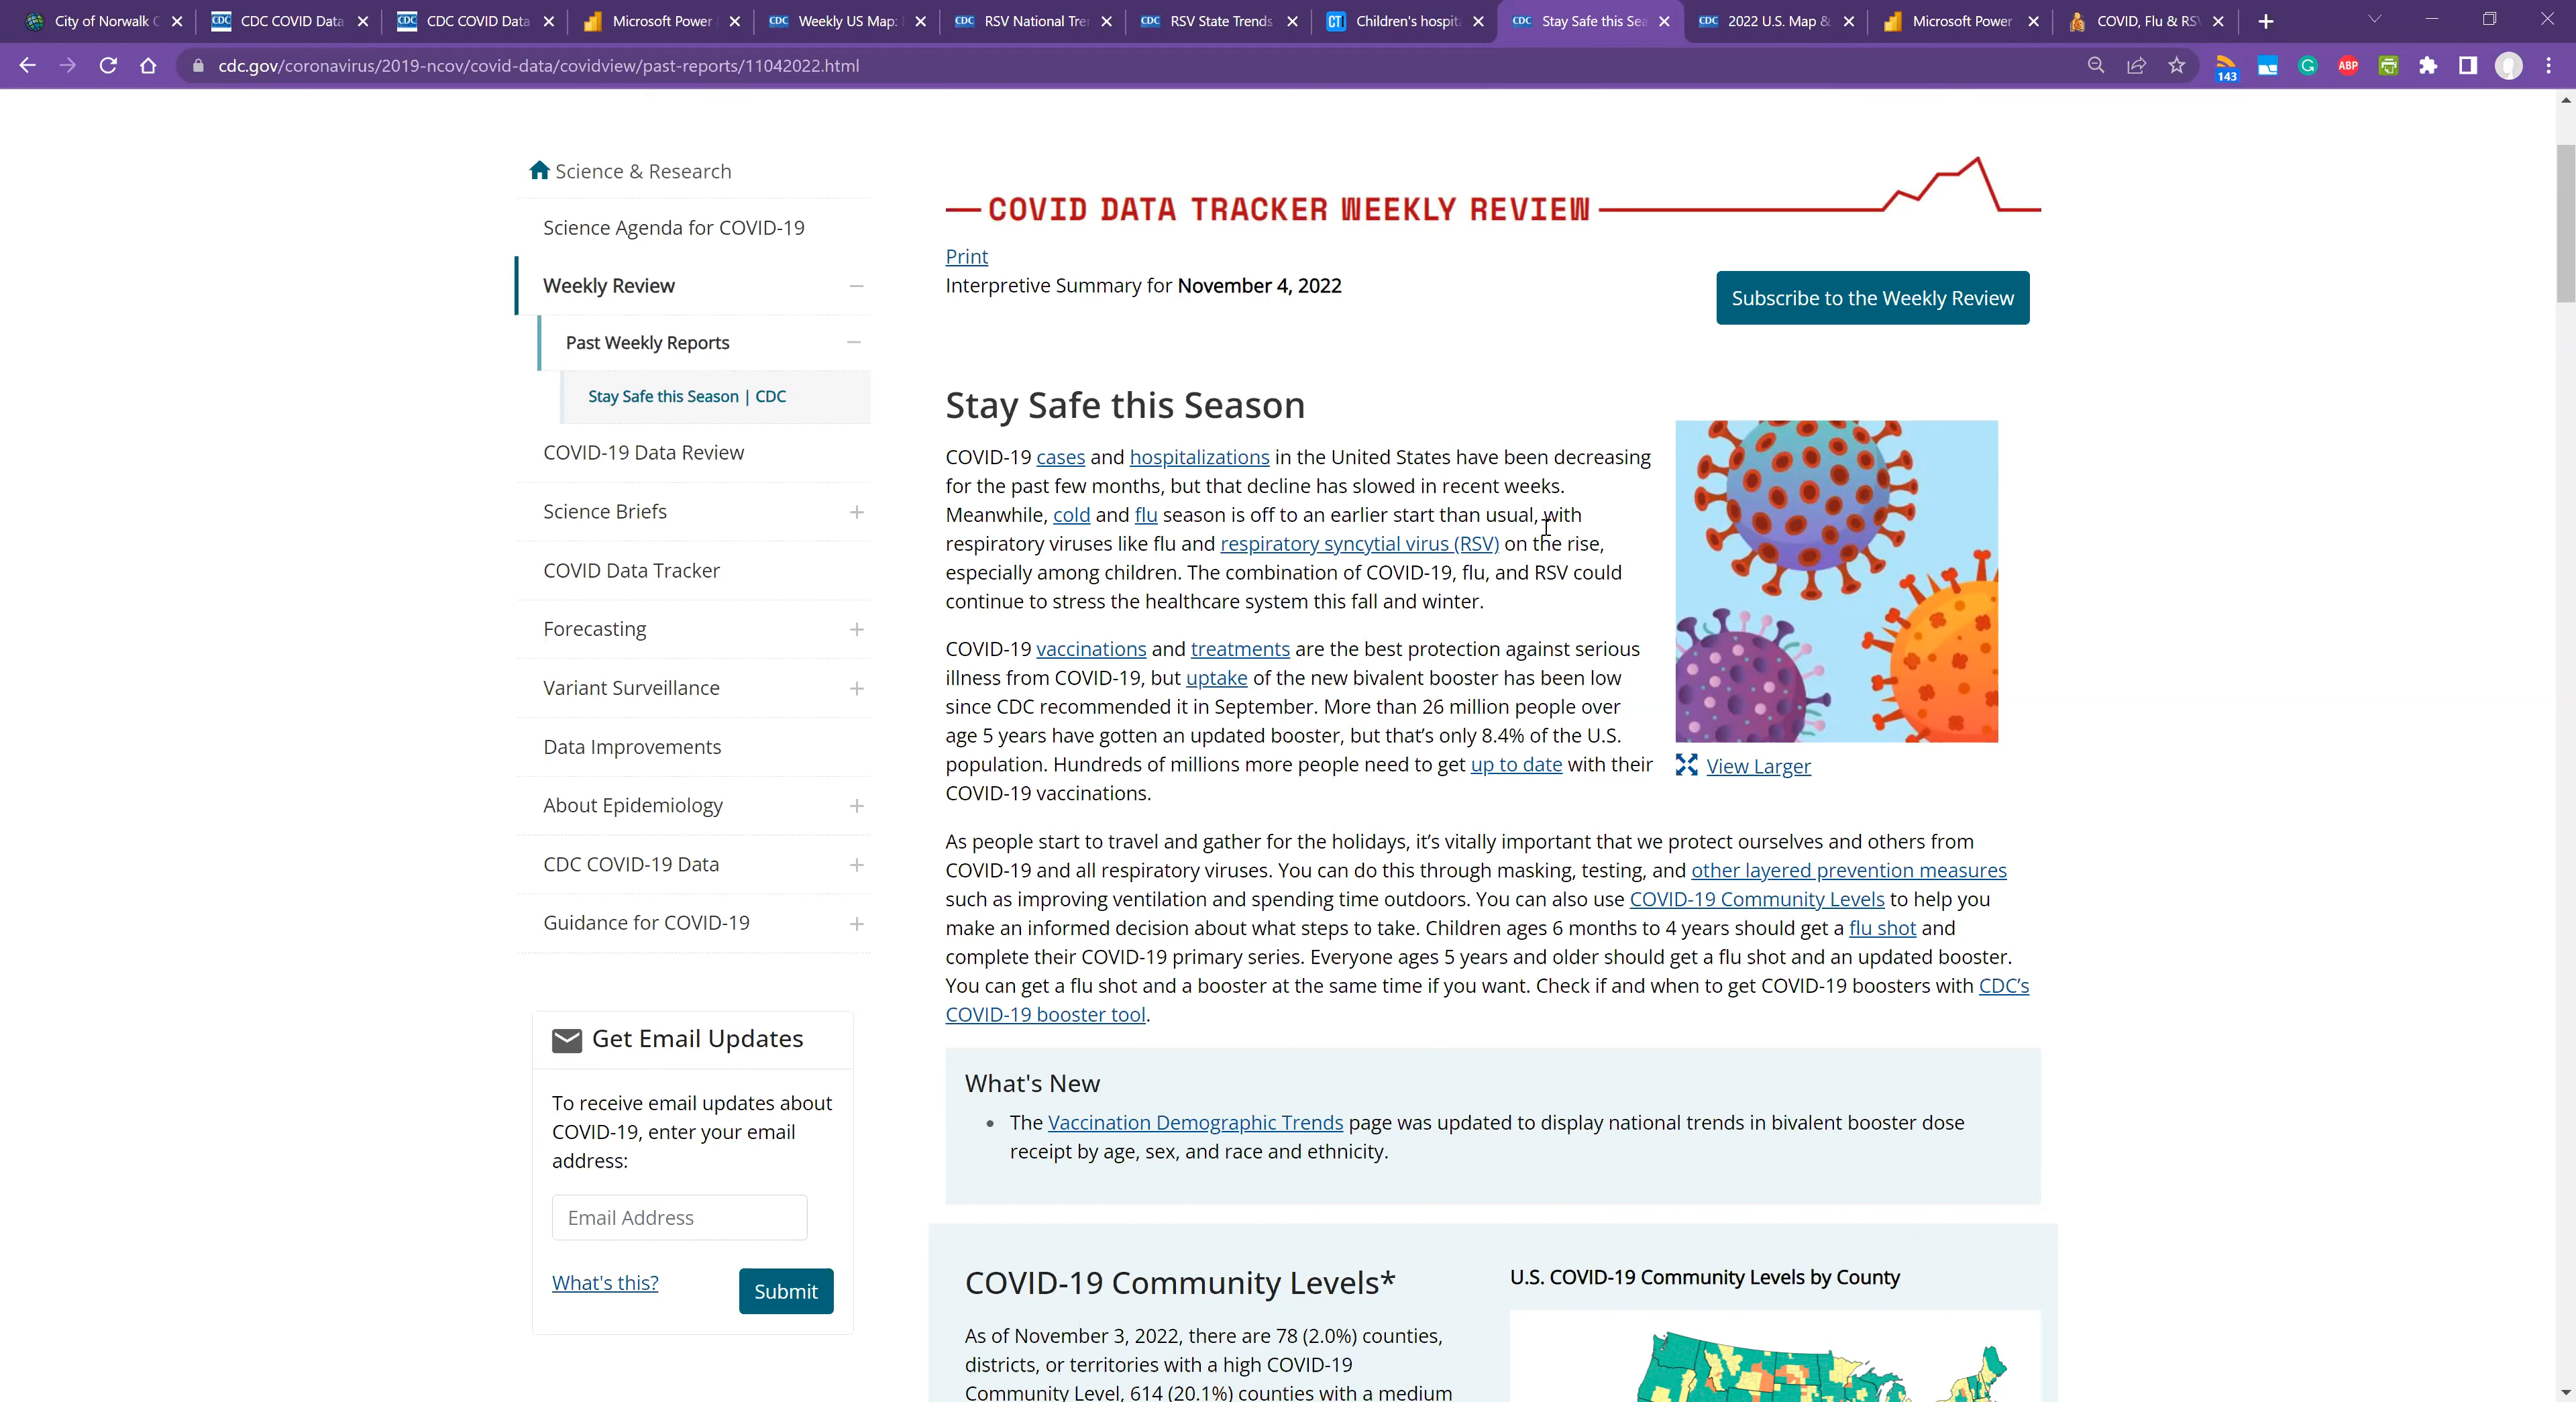 City of Norwalk C
CDC COVID Data
CDC COVID Data
Microsoft Power
Weekly US Map:
RSV National Tre
RSV State Trends
Children's hospit
Stay Safe this Sea
2022 U.S. Map &
Microsoft Power
COVID, Flu & RS
cdc.gov/coronavirus/2019-ncov/covid-data/covidview/past-reports/11042022.html
143
ABP
Science & Research
Science Agenda for COVID-19
Weekly Review
Past Weekly Reports
Stay Safe this Season | CDC
COVID-19 Data Review
Science Briefs
COVID Data Tracker
Forecasting
Variant Surveillance
Data Improvements
About Epidemiology
CDC COVID-19 Data
Guidance for COVID-19
Get Email Updates
To receive email updates about
COVID-19, enter your email
address:
Email Address
What's this?
Submit
COVID DATA TRACKER WEEKLY REVIEW
Print
Interpretive Summary for November 4, 2022
Subscribe to the Weekly Review
Stay Safe this Season
COVID-19 cases and hospitalizations in the United States have been decreasing
for the past few months, but that decline has slowed in recent weeks.
Meanwhile, cold and flu season is off to an earlier start than usual, with
respiratory viruses like flu and respiratory syncytial virus (RSV) on the rise,
especially among children. The combination of COVID-19, flu, and RSV could
continue to stress the healthcare system this fall and winter.
COVID-19 vaccinations and treatments are the best protection against serious
illness from COVID-19, but uptake of the new bivalent booster has been low
since CDC recommended it in September. More than 26 million people over
age 5 years have gotten an updated booster, but that's only 8.4% of the U.S.
population. Hundreds of millions more people need to get up to date with their
COVID-19 vaccinations.
View Larger
As people start to travel and gather for the holidays, it's vitally important that we protect ourselves and others from
COVID-19 and all respiratory viruses. You can do this through masking, testing, and other layered prevention measures
such as improving ventilation and spending time outdoors. You can also use COVID-19 Community Levels to help you
make an informed decision about what steps to take. Children ages 6 months to 4 years should get a flu shot and
complete their COVID-19 primary series. Everyone ages 5 years and older should get a flu shot and an updated booster.
You can get a flu shot and a booster at the same time if you want. Check if and when to get COVID-19 boosters with CDC's
COVID-19 booster tool.
What's New
• The Vaccination Demographic Trends page was updated to display national trends in bivalent booster dose
receipt by age, sex, and race and ethnicity.
COVID-19 Community Levels*
As of November 3, 2022, there are 78 (2.0%) counties,
districts, or territories with a high COVID-19
Community Level, 614 (20.1%) counties with a medium
U.S. COVID-19 Community Levels by County